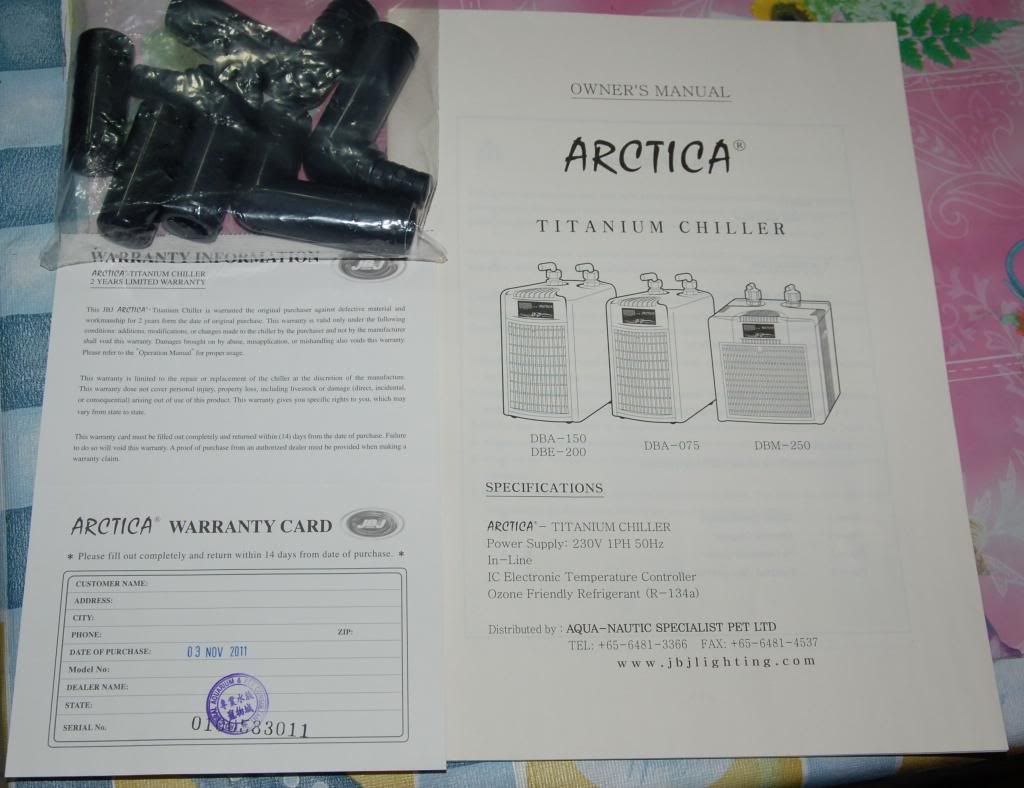 WARRANTY INFORMATION
JBJ
ARCTICA®-TITANIUM CHILLER
2 YEARS LIMITED WARRANTY
This JBJ ARCTICA®-Titanium Chiller is warranted the original purchaser against defective material and
workmanship for 2 years form the date of original purchase. This warranty is valid only under the following
conditions: additions, modifications, or changes made to the chiller by the purchaser and not by the manufacturer
shall void this warranty. Damages brought on by abuse, misapplication, or mishandling also voids this warranty.
Please refer to the "Operation Manual" for proper usage.
This warranty is limited to the repair or replacement of the chiller at the discretion of the manufacture.
This warranty dose not cover personal injury, property loss, including livestock or damage (direct, incidental,
or consequential) arising out of use of this product. This warranty gives you specific rights to you, which may
vary from state to state.
This warranty card must be filled out completely and returned within (14) days from the date of purchase. Failure
to do so will void this warranty. A proof of purchase from an authorized dealer must be provided when making a
warranty claim.
ARCTICA® WARRANTY CARD
JBJ
* Please fill out completely and return within 14 days from date of purchase. *
CUSTOMER NAME:
ADDRESS:
CITY:
PHONE: ZIP:
DATE OF PURCHASE: 03 NOV 2011
Model No:
DEALER NAME:
STATE:
AQUARIUM &
專業水族
寵物城
SERIAL No. 0100583011
OWNER'S MANUAL
ARCTICA®
TITANIUM CHILLER
ARCTICA
ARCTICA
DBA-150
DBE-200
DBA-075
DBM-250
SPECIFICATIONS
ARCTICA®- TITANIUM CHILLER
Power Supply: 230V 1PH 50Hz
In-Line
IC Electronic Temperature Controller
Ozone Friendly Refrigerant (R-134a)
Distributed by : AQUA-NAUTIC SPECIALIST PET LTD
TEL: +65-6481-3366 FAX: +65-6481-4537
www.jbjlighting.com